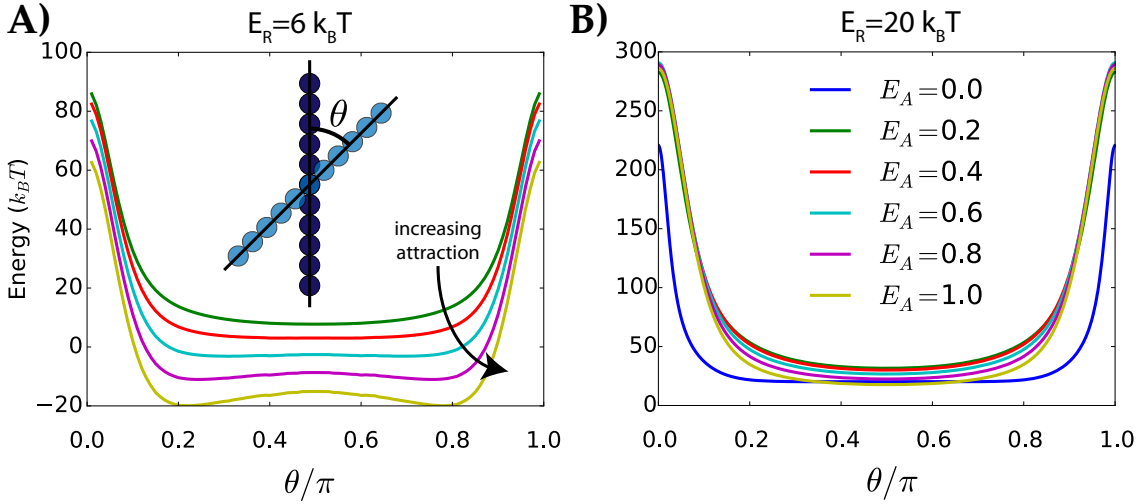 A)
E_R=6 k_BT
100
80
60
40
20
0
−20
Energy (k_BT)
0.0 0.2 0.4 0.6 0.8 1.0
θ/π
θ
increasing
attraction
B)
E_R=20 k_BT
300
250
200
150
100
50
0
0.0 0.2 0.4 0.6 0.8 1.0
θ/π
E_A=0.0
E_A=0.2
E_A=0.4
E_A=0.6
E_A=0.8
E_A=1.0